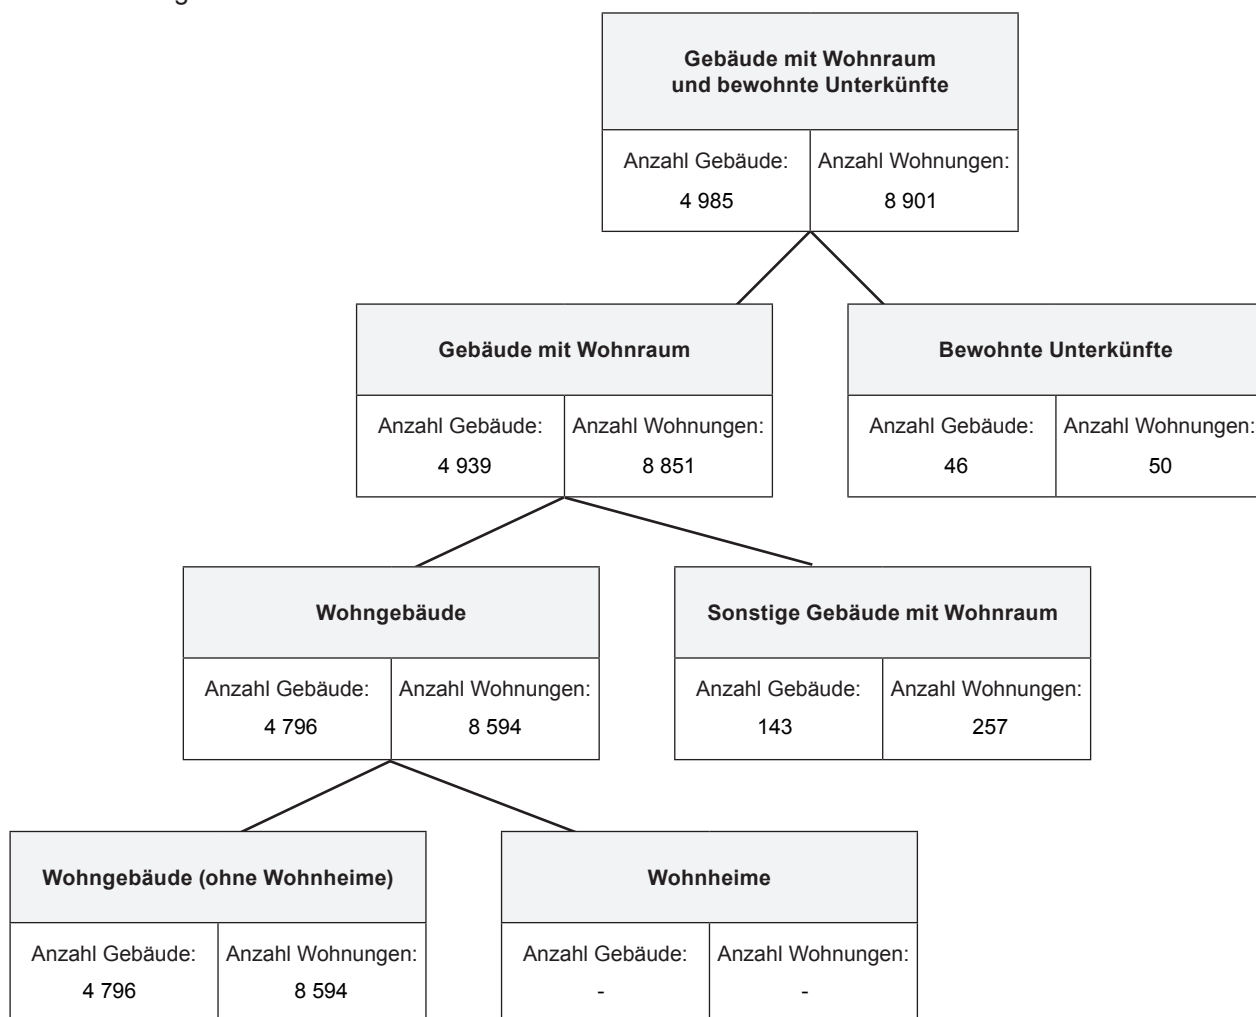 Gebäude mit Wohnraum
und bewohnte Unterkünfte
Anzahl Gebäude: Anzahl Wohnungen:
4 985 8 901
Gebäude mit Wohnraum
Anzahl Gebäude: Anzahl Wohnungen:
4 939 8 851
Bewohnte Unterkünfte
Anzahl Gebäude: Anzahl Wohnungen:
46 50
Wohngebäude
Anzahl Gebäude: Anzahl Wohnungen:
4 796 8 594
Sonstige Gebäude mit Wohnraum
Anzahl Gebäude: Anzahl Wohnungen:
143 257
Wohngebäude (ohne Wohnheime)
Anzahl Gebäude: Anzahl Wohnungen:
4 796 8 594
Wohnheime
Anzahl Gebäude: Anzahl Wohnungen:
- -